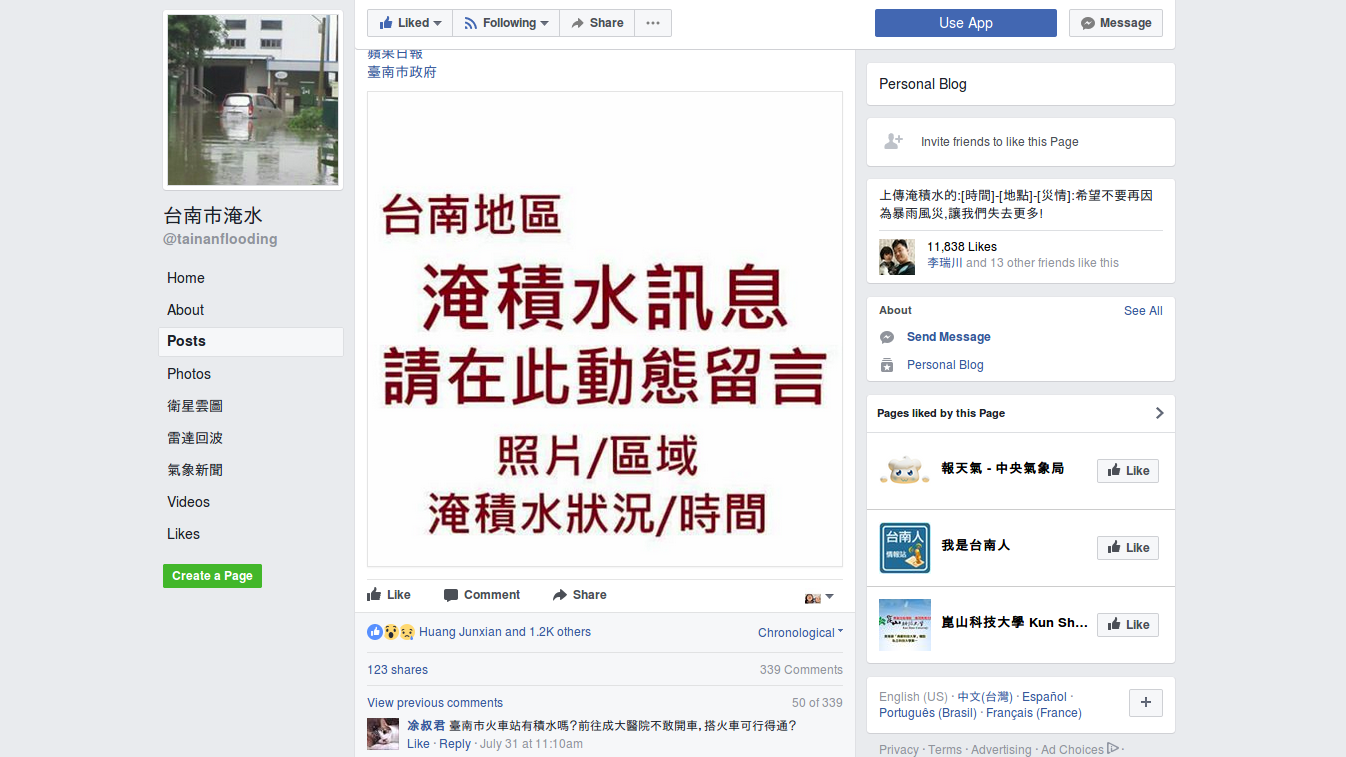 Liked
Following
Share
Use App
Message
蘋果日報
臺南市政府
台南市淹水
@tainanflooding
Home
About
Posts
Photos
衛星雲圖
雷達回波
氣象新聞
Videos
Likes
Create a Page
台南地區
淹積水訊息
請在此動態留言
照片/區域
淹積水狀況/時間
Like
Comment
Share
Huang Junxian and 1.2K others
Chronological
123 shares
339 Comments
View previous comments
50 of 339
凃叔君 臺南市火車站有積水嗎?前往成大醫院不敢開車,搭火車可行得通?
Like · Reply · July 31 at 11:10am
Personal Blog
Invite friends to like this Page
上傳淹積水的:[時間]-[地點]-[災情]:希望不要再因
為暴雨風災,讓我們失去更多!
11,838 Likes
李瑞川 and 13 other friends like this
About
See All
Send Message
Personal Blog
Pages liked by this Page
報天氣 - 中央氣象局
Like
台南人
情報站
我是台南人
Like
崑山科技大學 Kun Sh...
Like
English (US) · 中文(台灣) · Español ·
Português (Brasil) · Français (France)
Privacy · Terms · Advertising · Ad Choices ·